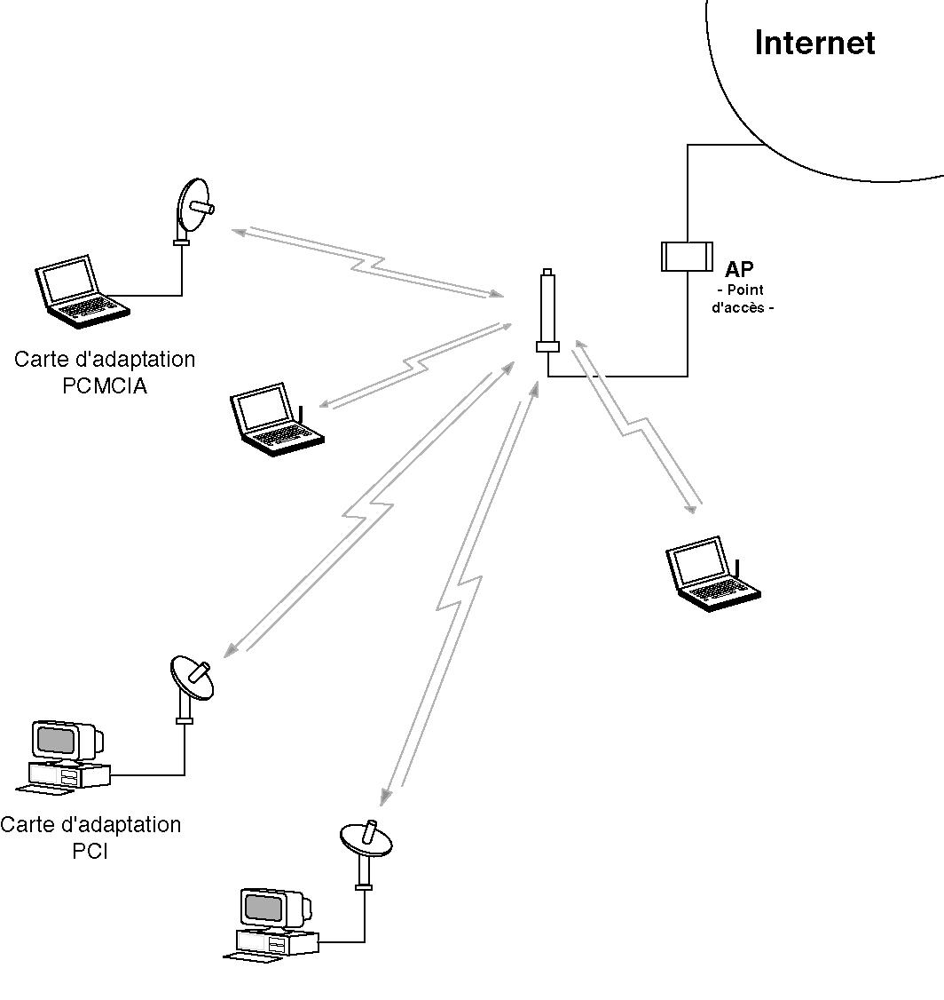 Internet
AP
- Point
d'accès -
Carte d'adaptation
PCMCIA
Carte d'adaptation
PCI